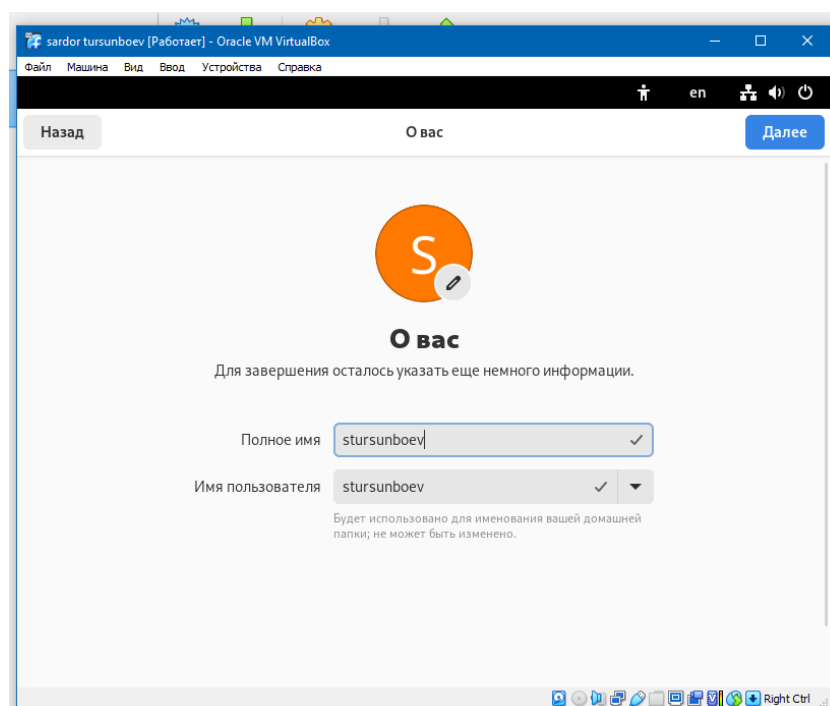 sardor tursunboev [Работает] - Oracle VM VirtualBox
Файл Машина Вид Ввод Устройства Справка
en
Назад О вас Далее
S
О вас
Для завершения осталось указать еще немного информации.
Полное имя stursunboev
Имя пользователя stursunboev
Будет использовано для именования вашей домашней
папки; не может быть изменено.
Right Ctrl